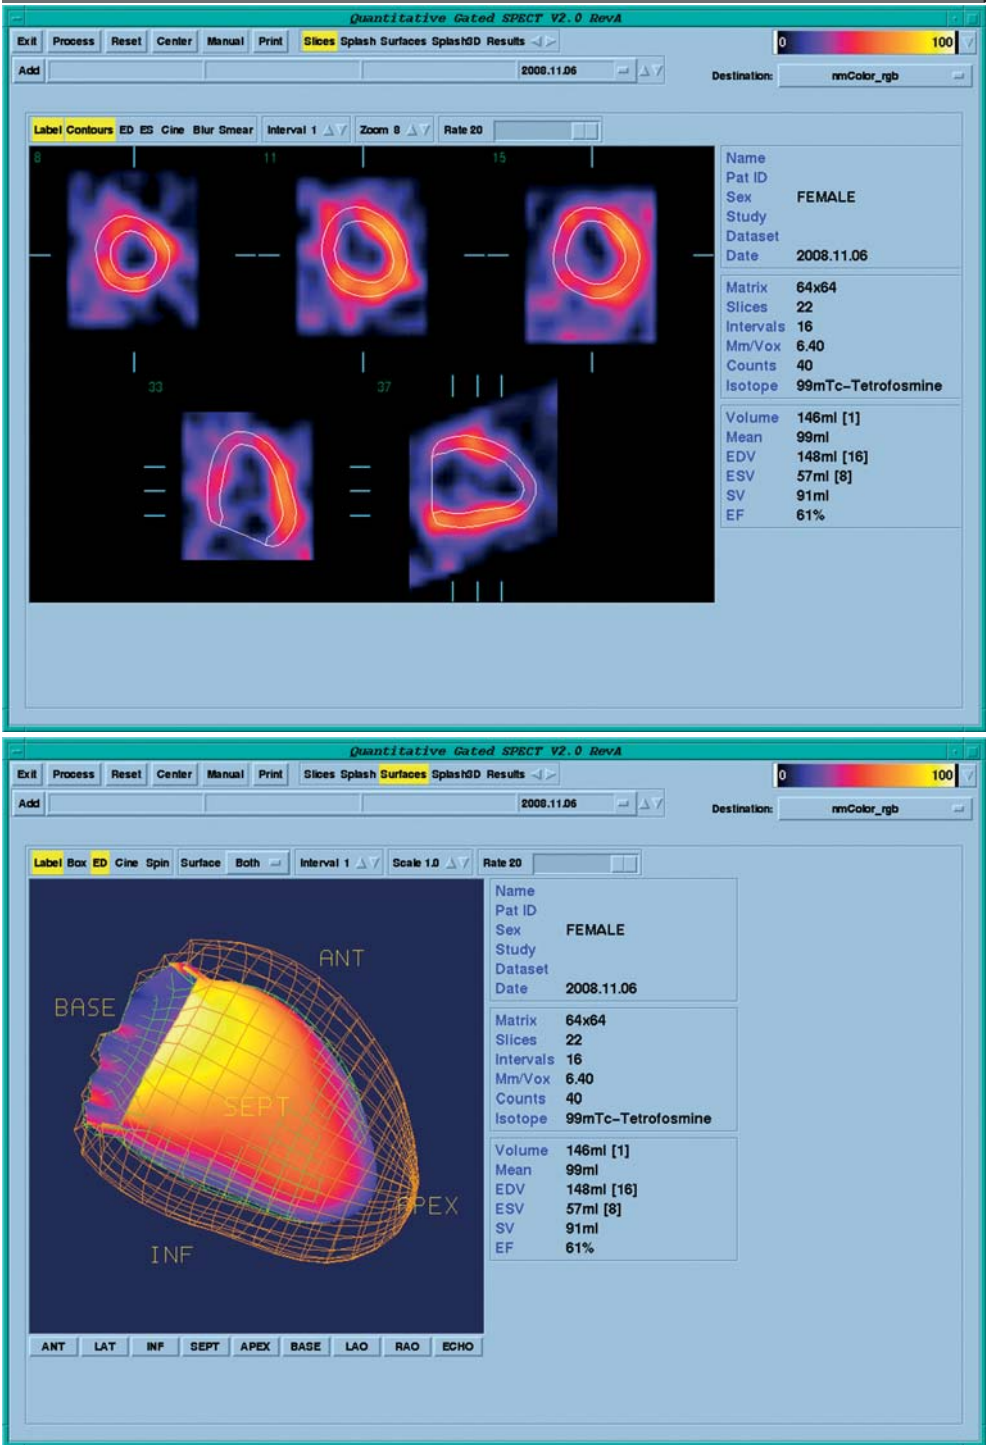 Quantitative Gated SPECT V2.0 RevA
Exit Process Reset Center Manual Print Slices Splash Surfaces Splash3D Results 0 100
Add 2008.11.06 Destination: nmColor_rgb
Label Contours ED ES Cine Blur Smear Interval 1 Zoom 8 Rate 20
8 11 15
33 37
Name
Pat ID
Sex FEMALE
Study
Dataset
Date 2008.11.06
Matrix 64x64
Slices 22
Intervals 16
Mm/Vox 6.40
Counts 40
Isotope 99mTc-Tetrofosmine
Volume 146ml [1]
Mean 99ml
EDV 148ml [16]
ESV 57ml [8]
SV 91ml
EF 61%
Quantitative Gated SPECT V2.0 RevA
Exit Process Reset Center Manual Print Slices Splash Surfaces Splash3D Results 0 100
Add 2008.11.06 Destination: nmColor_rgb
Label Box ED Cine Spin Surface Both Interval 1 Scale 1.0 Rate 20
ANT
BASE
SEPT
APEX
INF
Name
Pat ID
Sex FEMALE
Study
Dataset
Date 2008.11.06
Matrix 64x64
Slices 22
Intervals 16
Mm/Vox 6.40
Counts 40
Isotope 99mTc-Tetrofosmine
Volume 146ml [1]
Mean 99ml
EDV 148ml [16]
ESV 57ml [8]
SV 91ml
EF 61%
ANT LAT INF SEPT APEX BASE LAO RAO ECHO